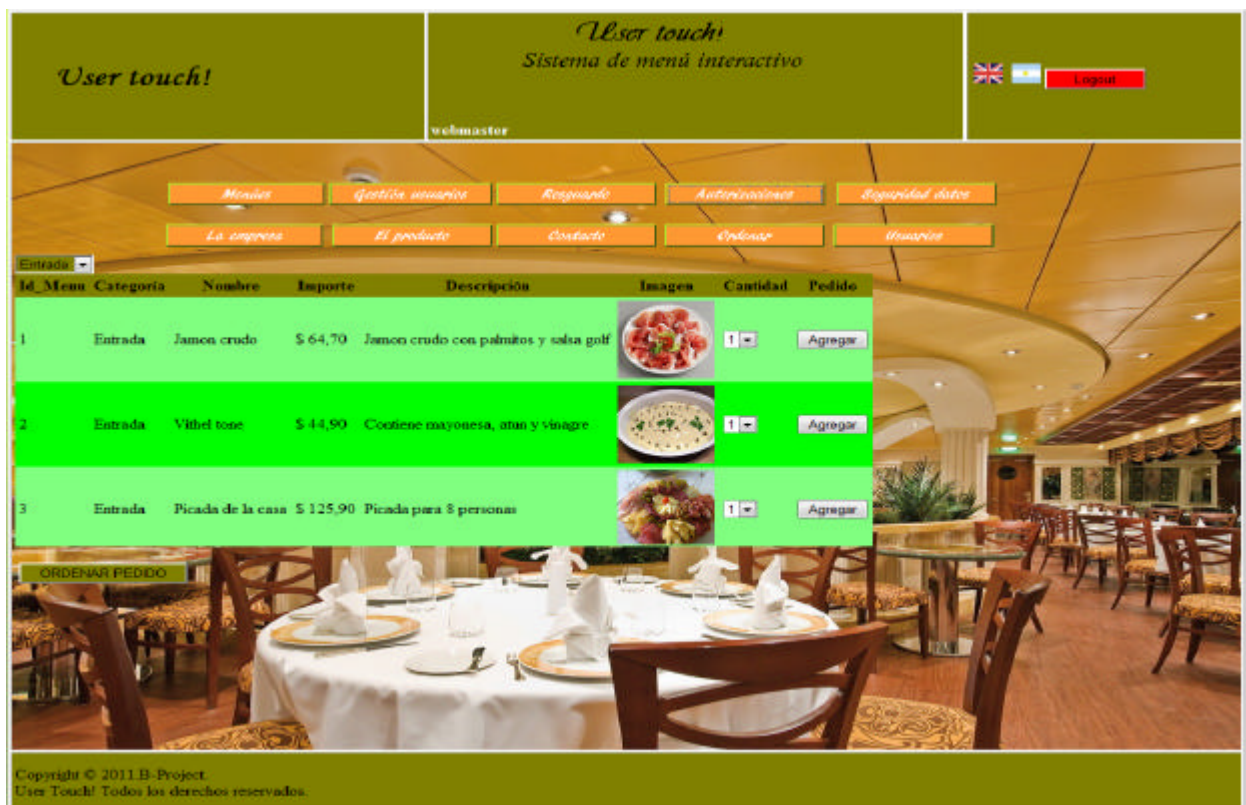 User touch!
User touch!
Sistema de menú interactivo
webmaster
Logout
Menúes Gestión usuarios Resguardo Autorizaciones Seguridad datos
La empresa El producto Contacto Ordenar Usuarios
Entrada
Id_Menu Categoría Nombre Importe Descripción Imagen Cantidad Pedido
1 Entrada Jamon crudo $ 64,70 Jamon crudo con palmitos y salsa golf 1 Agregar
2 Entrada Vithel tone $ 44,90 Contiene mayonesa, atun y vinagre 1 Agregar
3 Entrada Picada de la casa $ 125,90 Picada para 8 personas 1 Agregar
ORDENAR PEDIDO
Copyright © 2011.B-Project.
User Touch! Todos los derechos reservados.